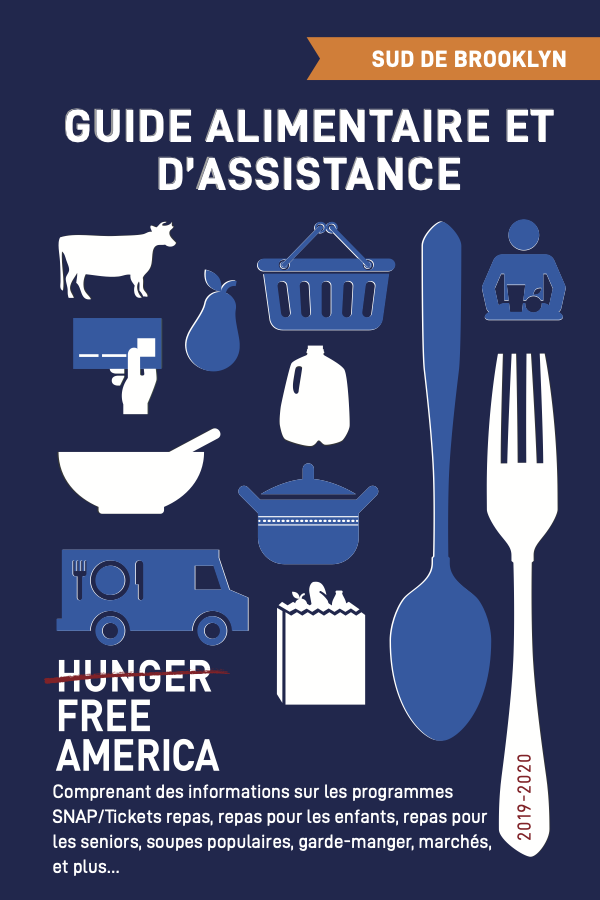 SUD DE BROOKLYN
GUIDE ALIMENTAIRE ET
D'ASSISTANCE
HUNGER
FREE
AMERICA
Comprenant des informations sur les programmes
SNAP/Tickets repas, repas pour les enfants, repas pour
les seniors, soupes populaires, garde-manger, marchés,
et plus...
2019-2020